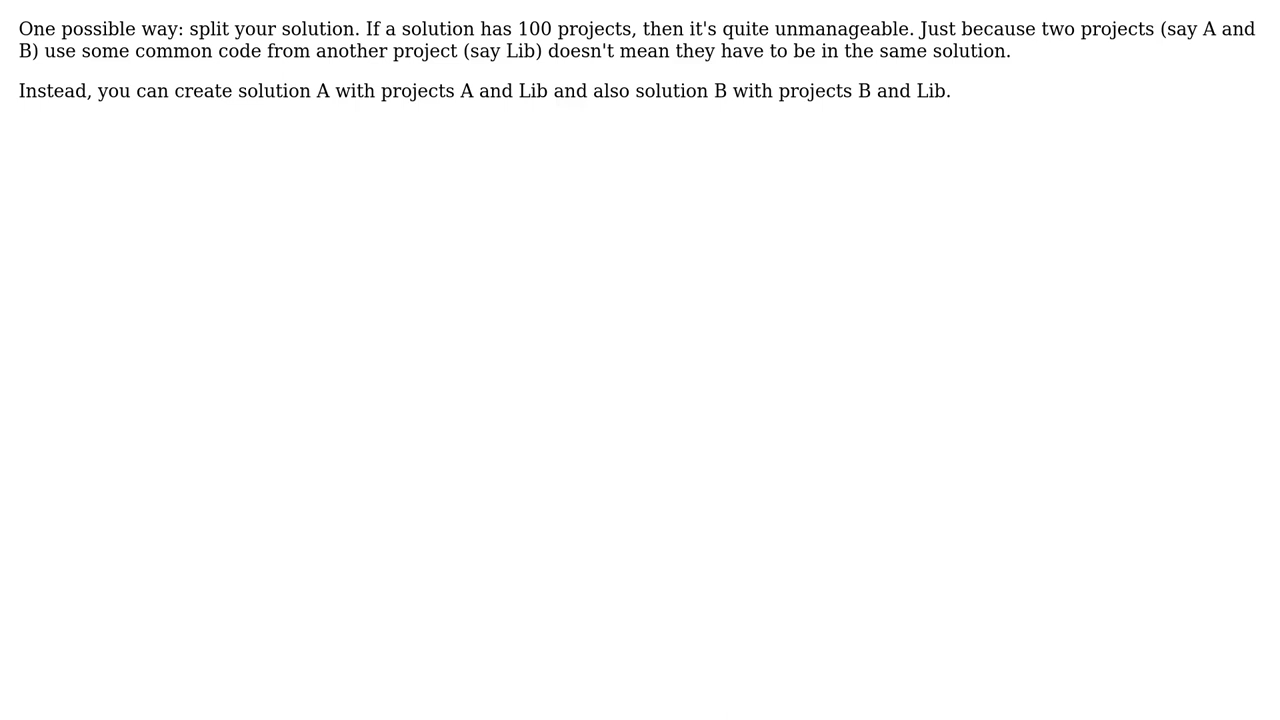 One possible way: split your solution. If a solution has 100 projects, then it's quite unmanageable. Just because two projects (say A and
B) use some common code from another project (say Lib) doesn't mean they have to be in the same solution.
Instead, you can create solution A with projects A and Lib and also solution B with projects B and Lib.